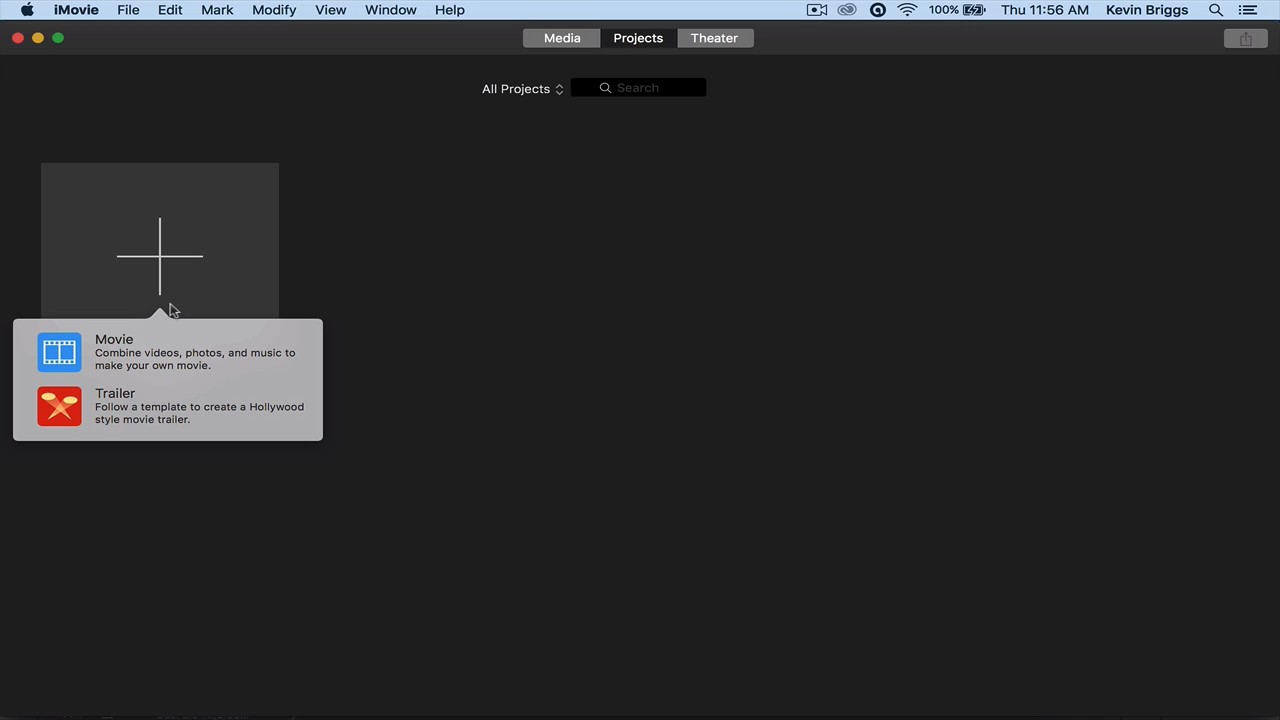 iMovie File Edit Mark Modify View Window Help 100% Thu 11:56 AM Kevin Briggs
Media Projects Theater
All Projects Search
Movie
Combine videos, photos, and music to
make your own movie.
Trailer
Follow a template to create a Hollywood
style movie trailer.